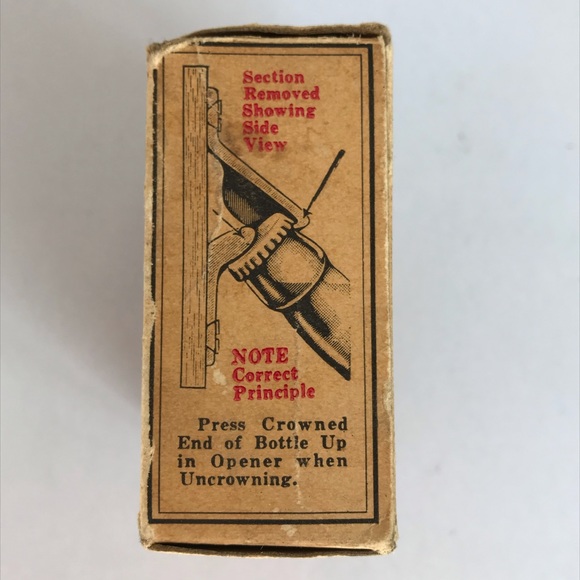 Section
Removed
Showing
Side
View
NOTE
Correct
Principle
Press Crowned
End of Bottle Up
in Opener when
Uncrowning.